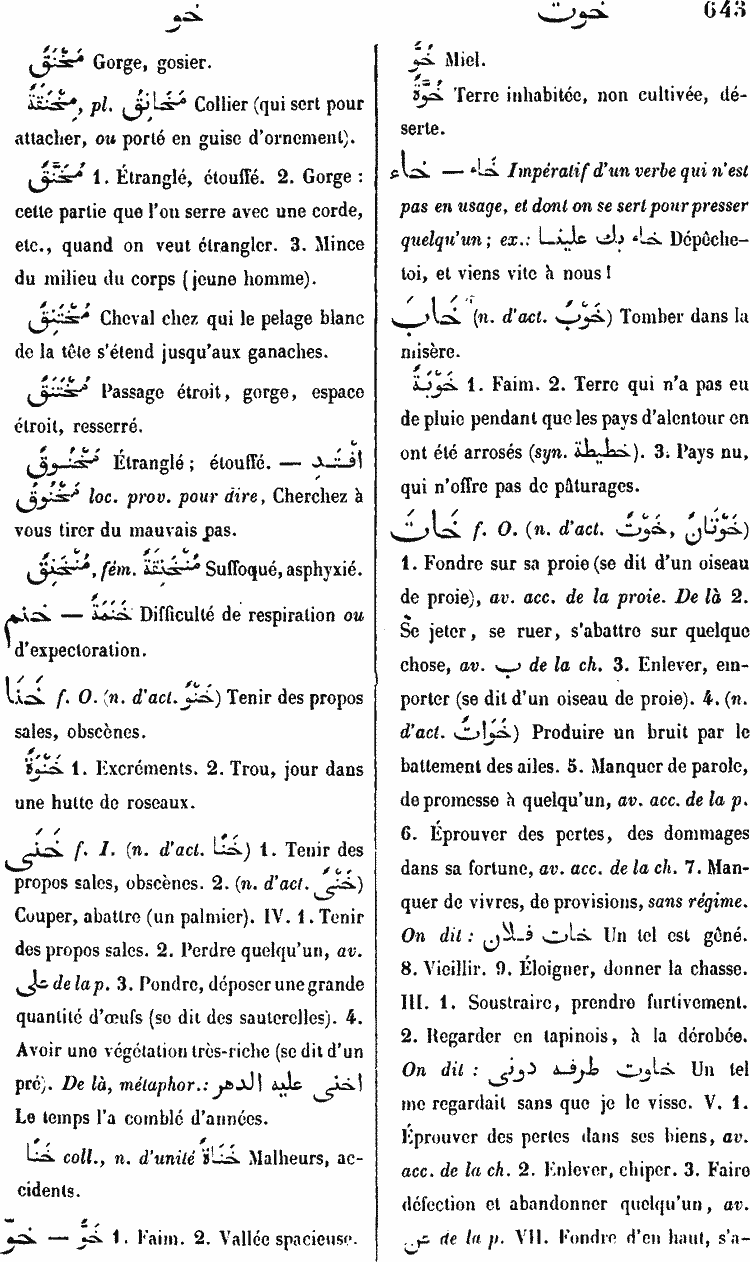 خو
خوت 643
مُخَنَّق Gorge, gosier.
مِخْنَقَةٌ, pl. مَخَانِقُ Collier (qui sert pour
attacher, ou porté en guise d'ornement).
مُخَنَّقٌ 1. Étranglé, étouffé. 2. Gorge :
cette partie que l'on serre avec une corde,
etc., quand on veut étrangler. 3. Mince
du milieu du corps (jeune homme).
مُخْتَنِقٌ Cheval chez qui le pelage blanc
de la tête s'étend jusqu'aux ganaches.
مُخْتَنَقٌ Passage étroit, gorge, espace
étroit, resserré.
مَخْنُوقٌ Étranglé; étouffé. — أفْتَد
مَخْنُوق loc. prov. pour dire, Cherchez à
vous tirer du mauvais pas.
مُنْخَنِقٌ, fém. مُنْخَنِقَةٌ Suffoqué, asphyxié.
خنم — خَنَمَةٌ Difficulté de respiration ou
d'expectoration.
خَنَا f. O. (n. d'act. خَنْوٌ) Tenir des propos
sales, obscènes.
خَنْوَةٌ 1. Excréments. 2. Trou, jour dans
une hutte de roseaux.
خَنَى f. I. (n. d'act. خَنًا) 1. Tenir des
propos sales, obscènes. 2. (n. d'act. خَنْىٌ)
Couper, abattre (un palmier). IV. 1. Tenir
des propos sales. 2. Perdre quelqu'un, av.
على de la p. 3. Pondre, déposer une grande
quantité d'œufs (se dit des sauterelles). 4.
Avoir une végétation très-riche (se dit d'un
pré). De là, métaphor.: اخنى عليه الدهر
Le temps l'a comblé d'années.
خَنًا coll., n. d'unité خَنَاةٌ Malheurs, ac-
cidents.
خوّ — خَوٌّ 1. Faim. 2. Vallée spacieuse.
خُوٌّ Miel.
خَوَّةٌ Terre inhabitée, non cultivée, dé-
serte.
خاء — خَاء Impératif d'un verbe qui n'est
pas en usage, et dont on se sert pour presser
quelqu'un; ex.: خاء بك علينا Dépêche-
toi, et viens vite à nous!
خَابَ (n. d'act. خَوْبٌ) Tomber dans la
misère.
خَوْبَةٌ 1. Faim. 2. Terre qui n'a pas eu
de pluie pendant que les pays d'alentour en
ont été arrosés (syn. خطيطة). 3. Pays nu,
qui n'offre pas de pâturages.
خَاتَ f. O. (n. d'act. خَوْتٌ, خَوَتَانٌ)
1. Fondre sur sa proie (se dit d'un oiseau
de proie), av. acc. de la proie. De là 2.
Se jeter, se ruer, s'abattre sur quelque
chose, av. ب de la ch. 3. Enlever, em-
porter (se dit d'un oiseau de proie). 4. (n.
d'act. خَوَاتٌ) Produire un bruit par le
battement des ailes. 5. Manquer de parole,
de promesse à quelqu'un, av. acc. de la p.
6. Éprouver des pertes, des dommages
dans sa fortune, av. acc. de la ch. 7. Man-
quer de vivres, de provisions, sans régime.
On dit : خات فلان Un tel est gêné.
8. Vieillir. 9. Éloigner, donner la chasse.
III. 1. Soustraire, prendre furtivement.
2. Regarder en tapinois, à la dérobée.
On dit : خاوت طرفه دونى Un tel
me regardait sans que je le visse. V. 1.
Éprouver des pertes dans ses biens, av.
acc. de la ch. 2. Enlever, chiper. 3. Faire
défection et abandonner quelqu'un, av.
عن de la p. VII. Fondre d'en haut, s'a-